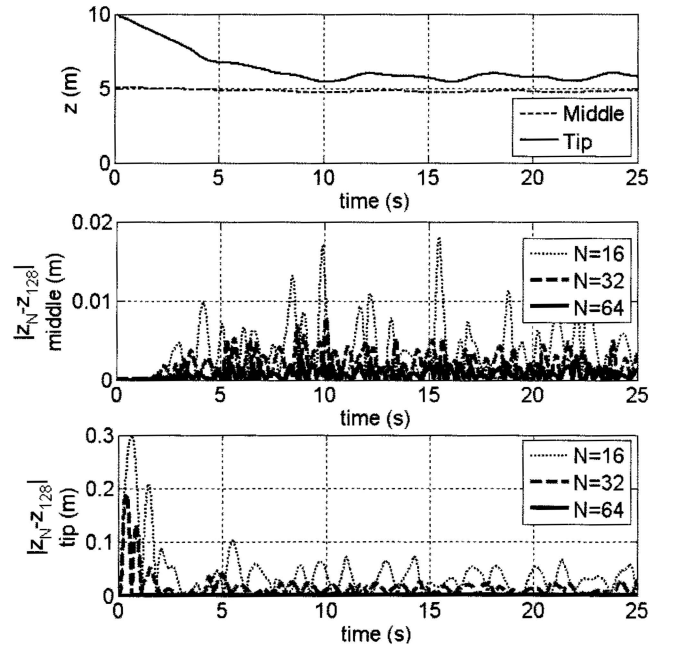 10
5
0
z (m)
Middle
Tip
0 5 10 15 20 25
time (s)
0.02
0.01
0
|z_N-z_128|
middle (m)
N=16
N=32
N=64
0 5 10 15 20 25
time (s)
0.3
0.2
0.1
0
|z_N-z_128|
tip (m)
N=16
N=32
N=64
0 5 10 15 20 25
time (s)